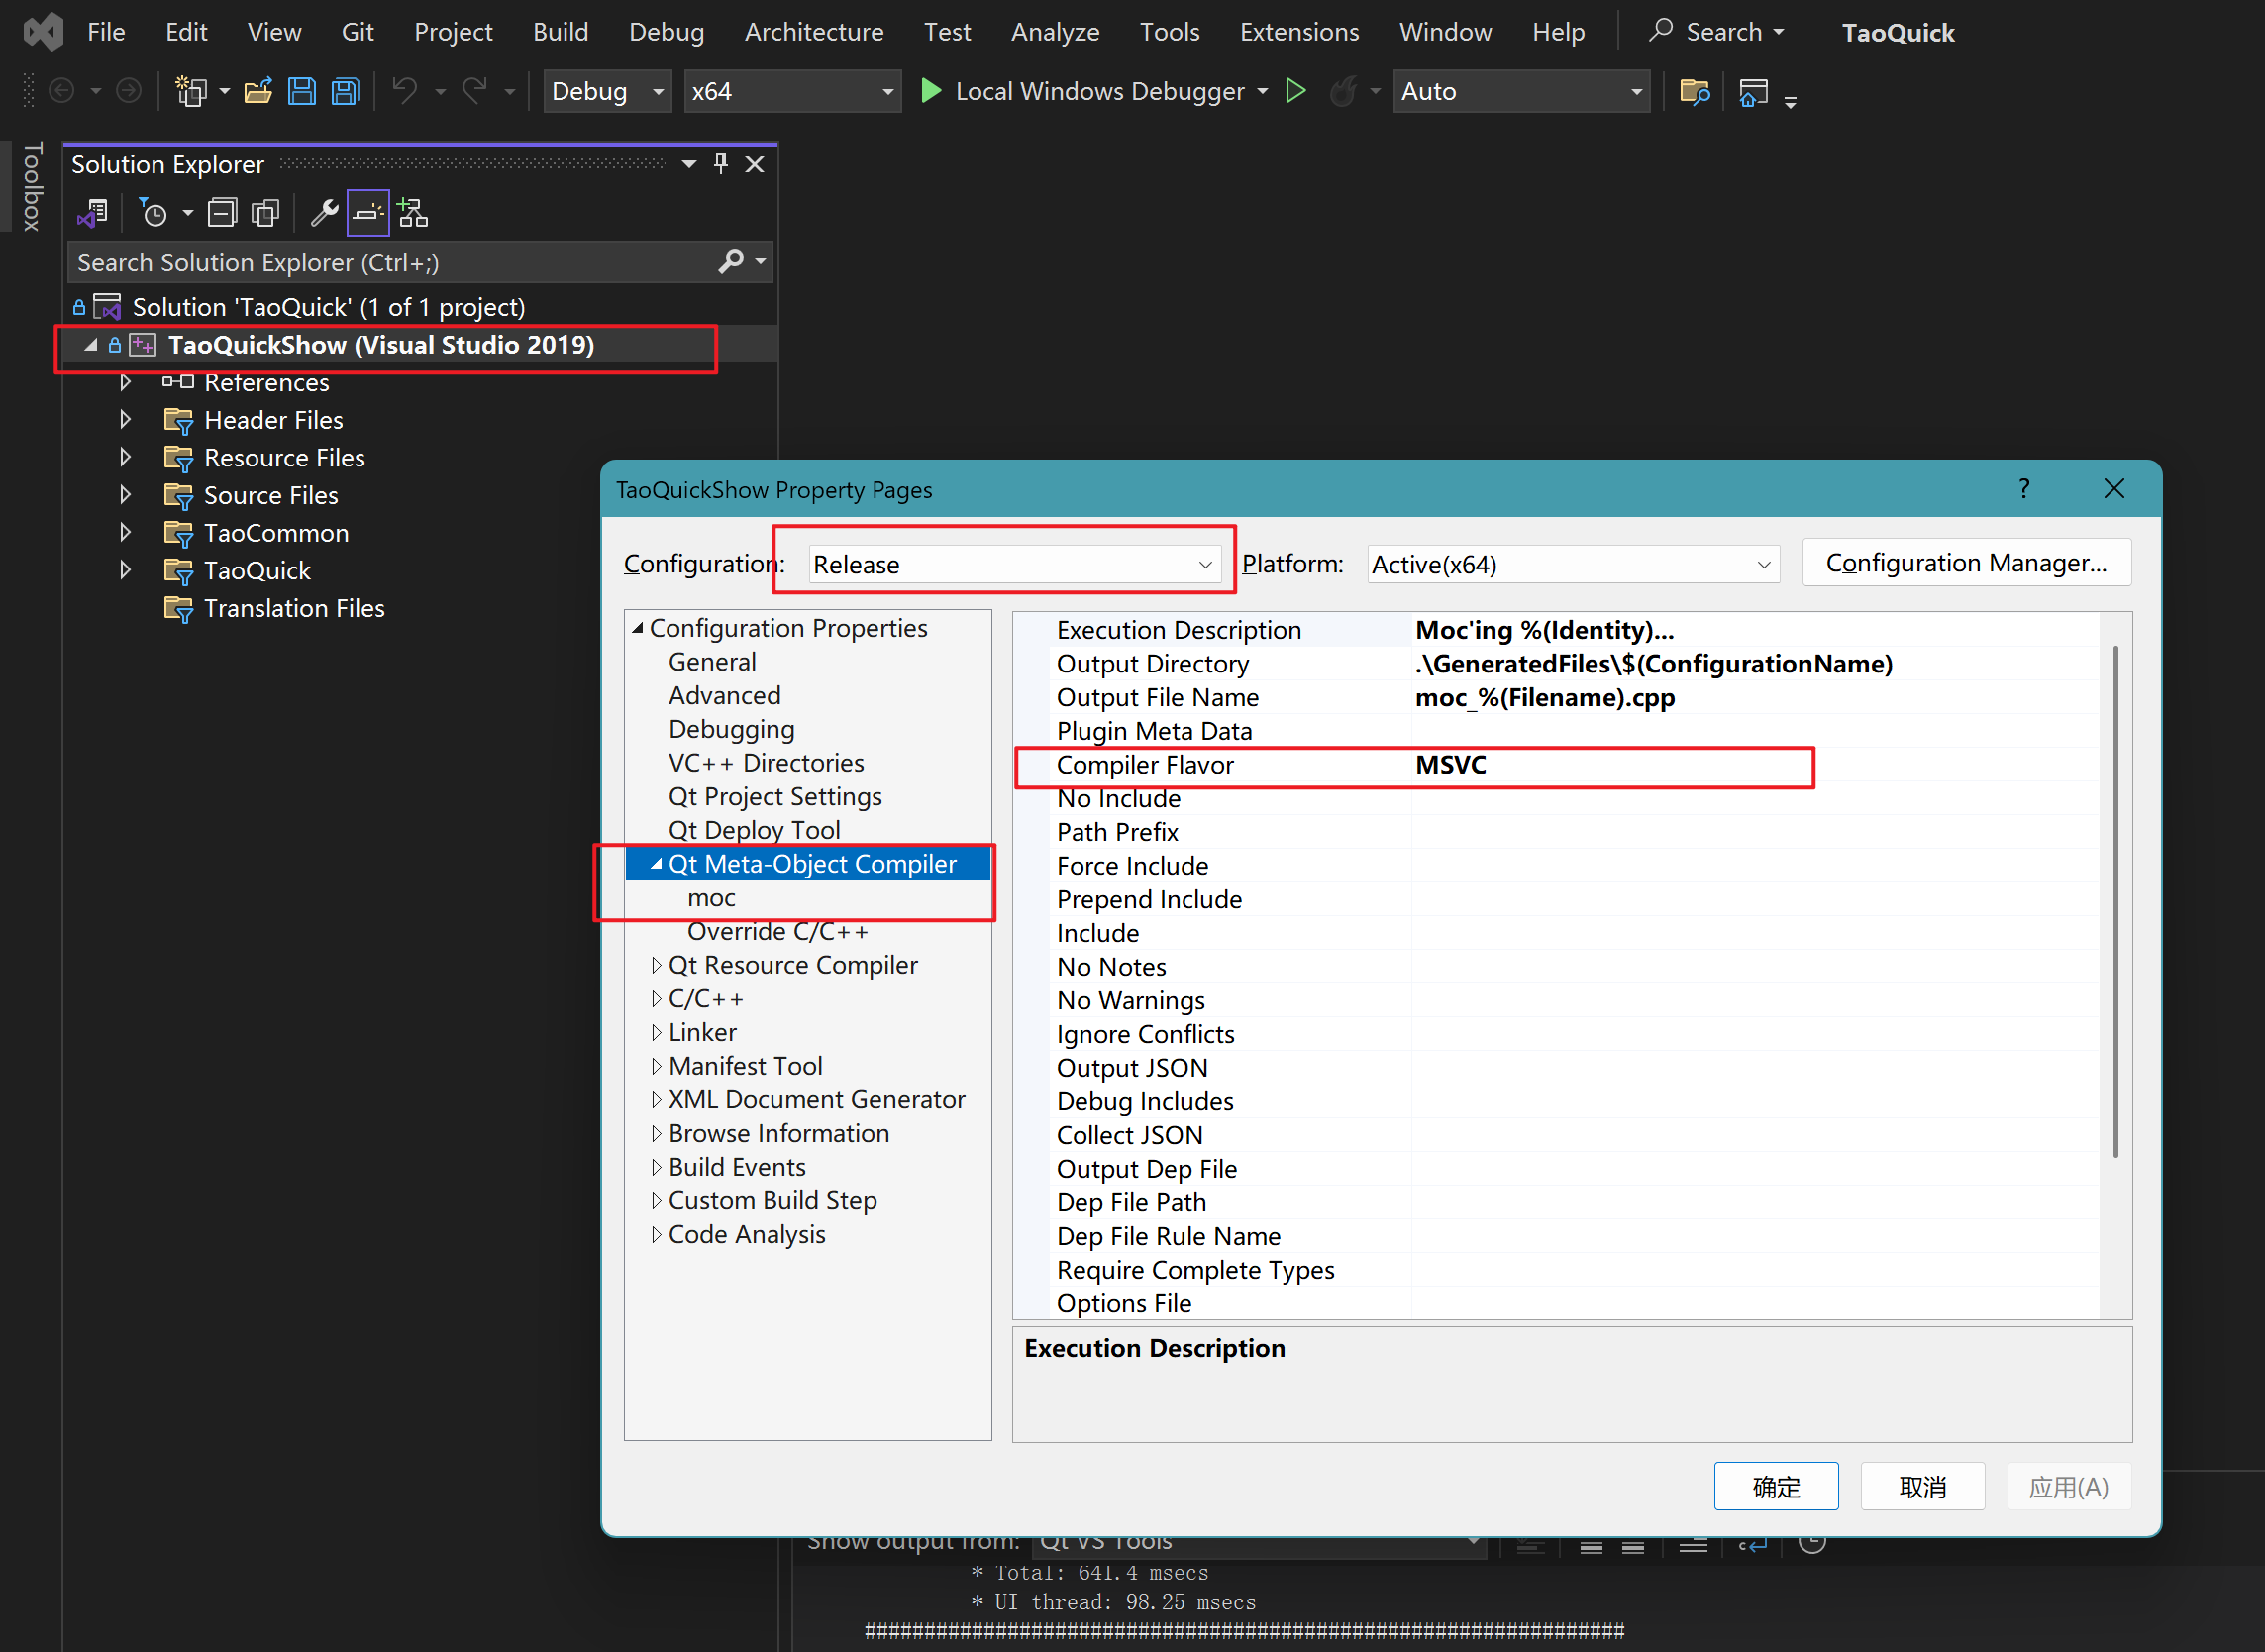 File Edit View Git Project Build Debug Architecture Test Analyze Tools Extensions Window Help Search TaoQuick
Debug x64 Local Windows Debugger Auto
Toolbox
Solution Explorer
Search Solution Explorer (Ctrl+;)
Solution 'TaoQuick' (1 of 1 project)
TaoQuickShow (Visual Studio 2019)
References
Header Files
Resource Files
Source Files
TaoCommon
TaoQuick
Translation Files
TaoQuickShow Property Pages ?
Configuration: Release Platform: Active(x64) Configuration Manager...
Configuration Properties
General
Advanced
Debugging
VC++ Directories
Qt Project Settings
Qt Deploy Tool
Qt Meta-Object Compiler
moc
Override C/C++
Qt Resource Compiler
C/C++
Linker
Manifest Tool
XML Document Generator
Browse Information
Build Events
Custom Build Step
Code Analysis
Execution Description Moc'ing %(Identity)...
Output Directory .\GeneratedFiles\$(ConfigurationName)
Output File Name moc_%(Filename).cpp
Plugin Meta Data
Compiler Flavor MSVC
No Include
Path Prefix
Force Include
Prepend Include
Include
No Notes
No Warnings
Ignore Conflicts
Output JSON
Debug Includes
Collect JSON
Output Dep File
Dep File Path
Dep File Rule Name
Require Complete Types
Options File
Execution Description
确定 取消 应用(A)
Show output from: Qt VS Tools
* Total: 641.4 msecs
* UI thread: 98.25 msecs
################################################################